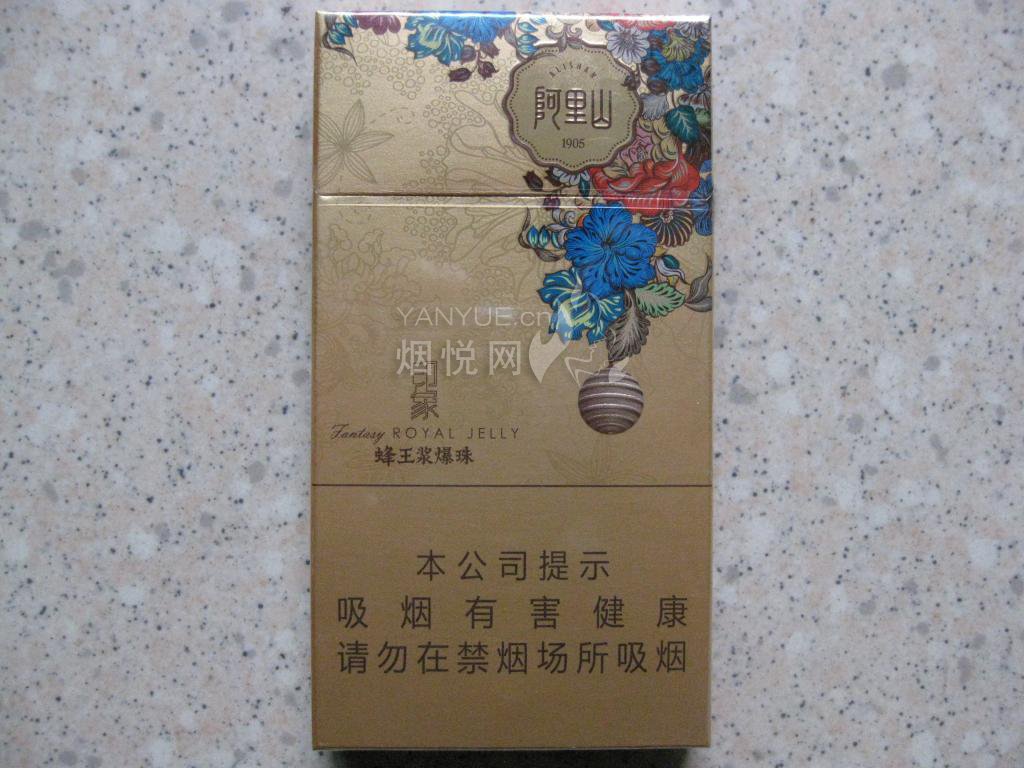 ALISHAN
阿里山
1905
YANYUE.cn
烟悦网
印象
Fantasy ROYAL JELLY
蜂王浆爆珠
本公司提示
吸烟有害健康
请勿在禁烟场所吸烟